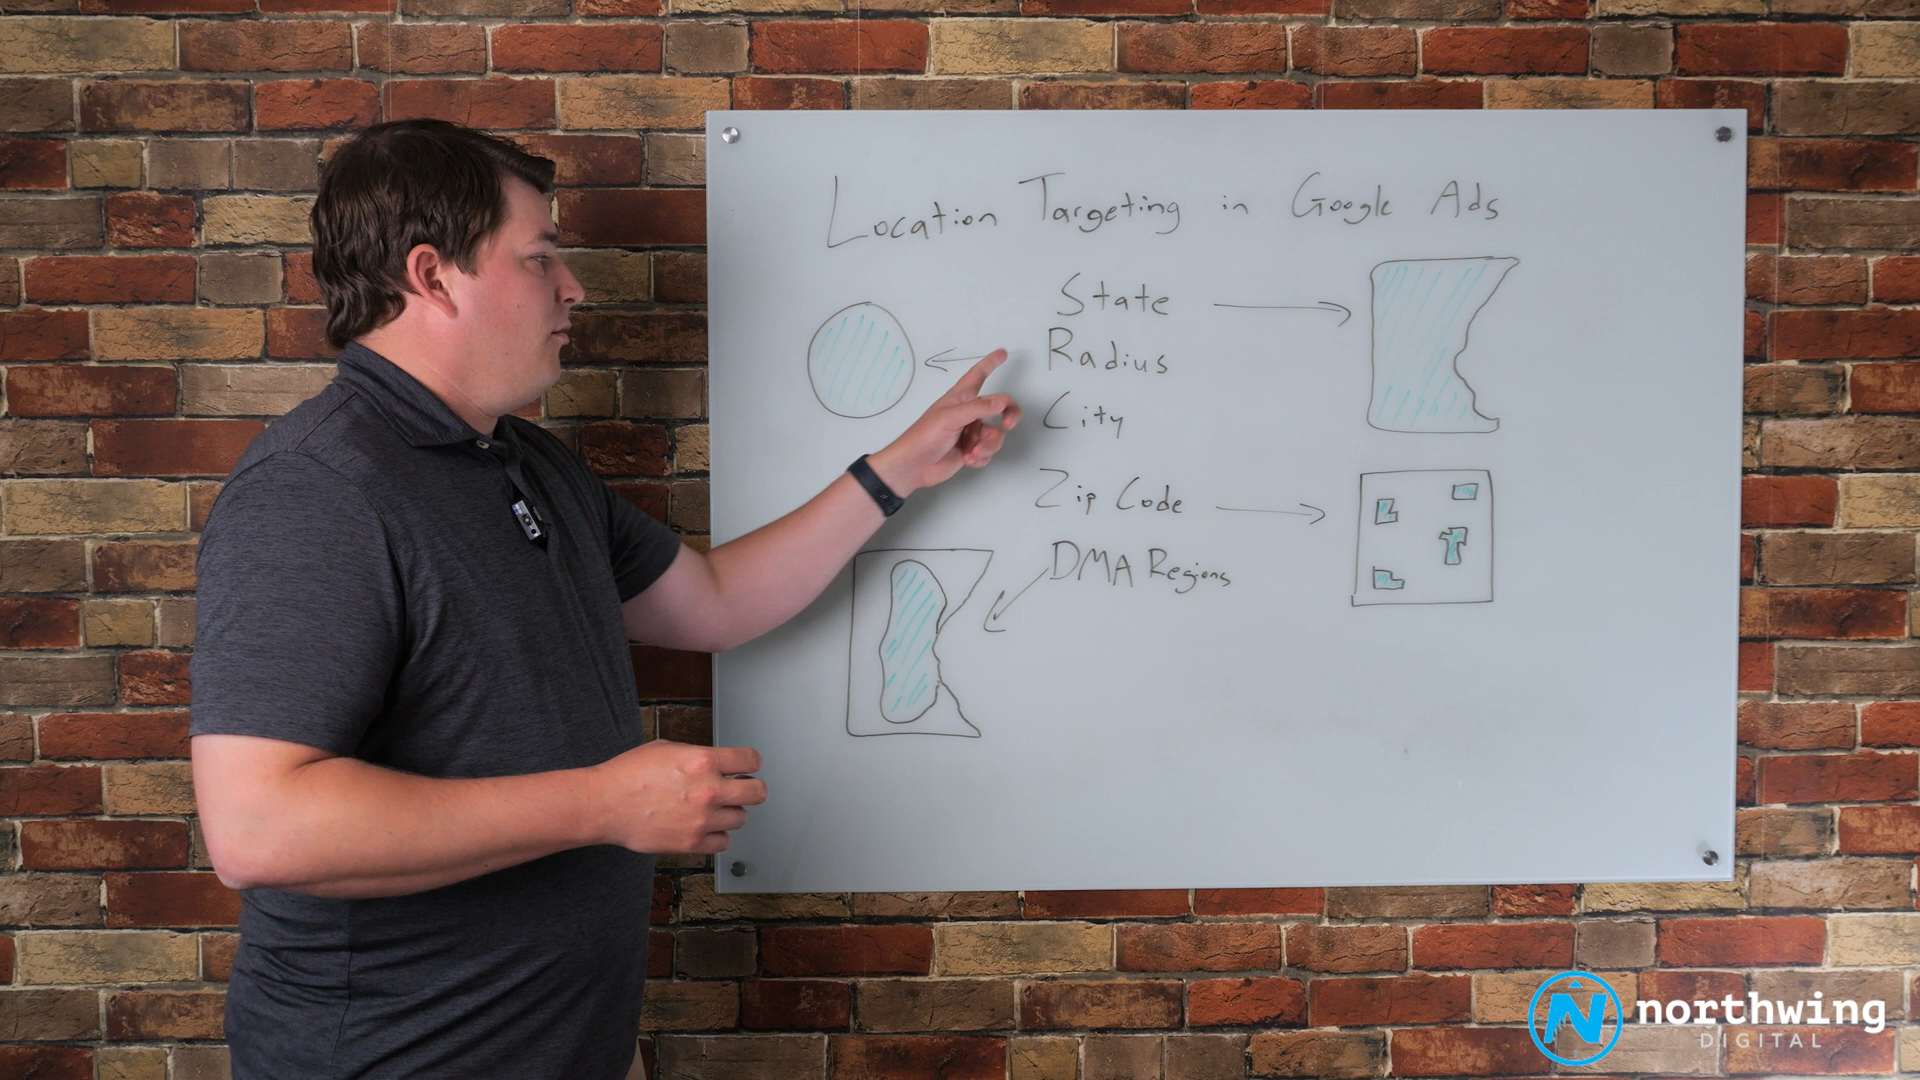 Location Targeting in Google Ads
State
Radius
City
Zip Code
DMA Regions
northwing
DIGITAL